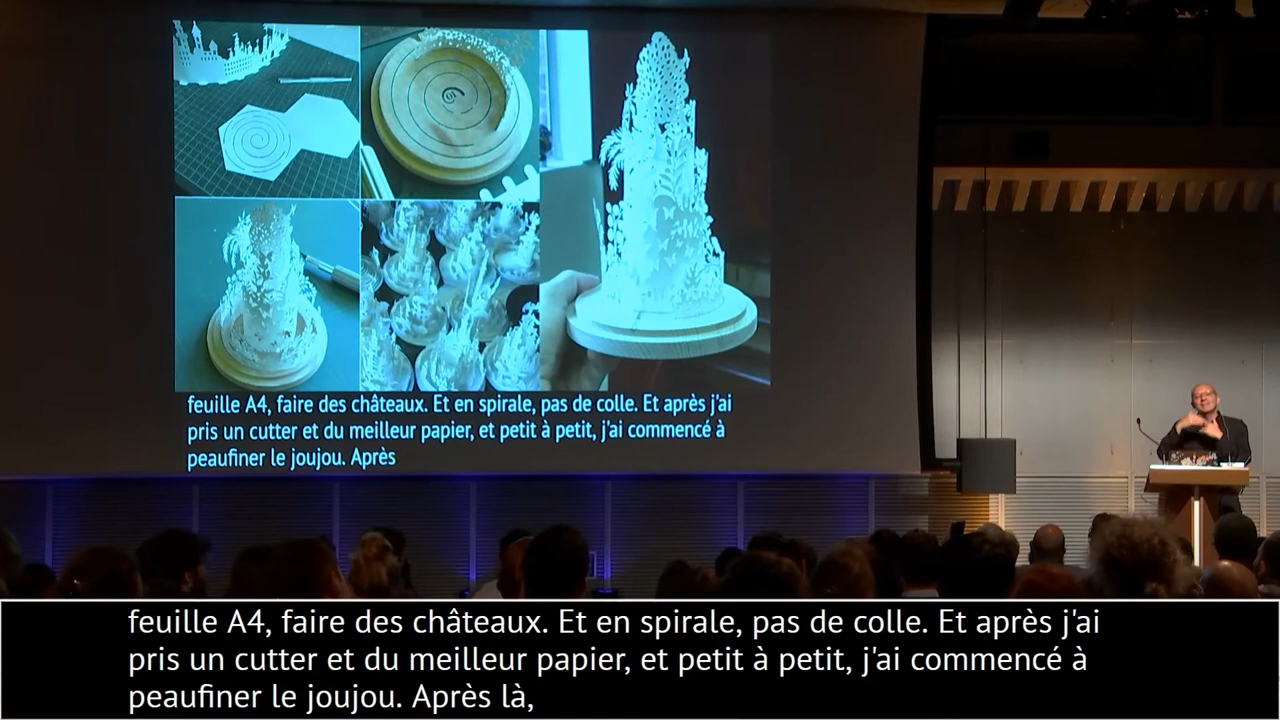 feuille A4, faire des châteaux. Et en spirale, pas de colle. Et après j'ai
pris un cutter et du meilleur papier, et petit à petit, j'ai commencé à
peaufiner le joujou. Après
feuille A4, faire des châteaux. Et en spirale, pas de colle. Et après j'ai
pris un cutter et du meilleur papier, et petit à petit, j'ai commencé à
peaufiner le joujou. Après là,